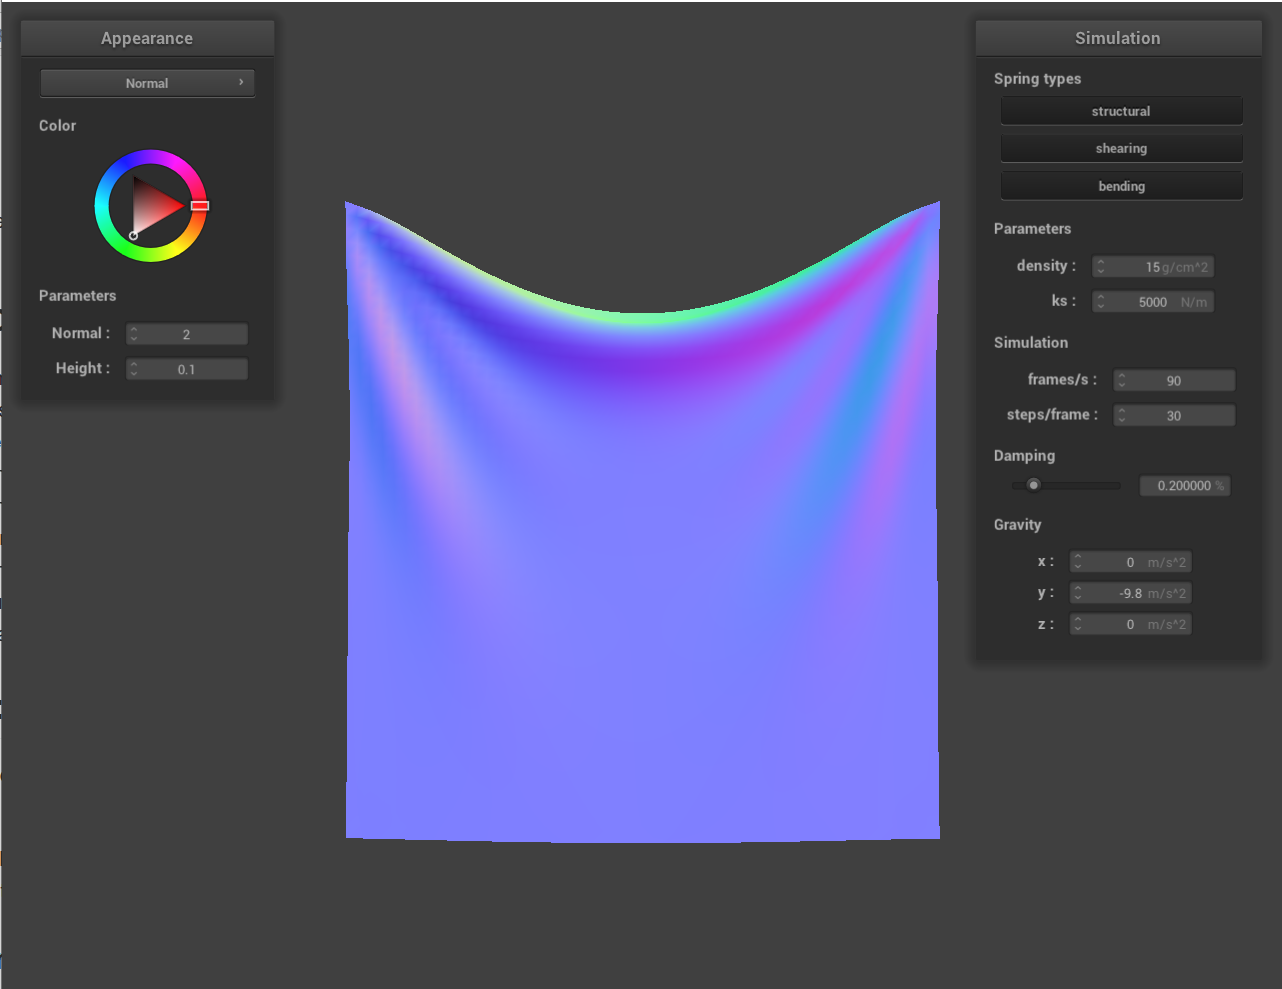 Appearance
Normal
Color
Parameters
Normal : 2
Height : 0.1
Simulation
Spring types
structural
shearing
bending
Parameters
density : 15 g/cm^2
ks : 5000 N/m
Simulation
frames/s : 90
steps/frame : 30
Damping
0.200000 %
Gravity
x : 0 m/s^2
y : -9.8 m/s^2
z : 0 m/s^2